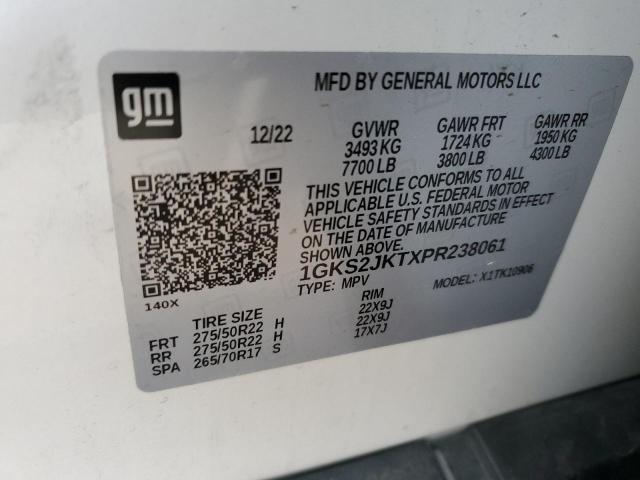 gm
MFD BY GENERAL MOTORS LLC
12/22 GVWR GAWR FRT GAWR RR
3493 KG 1724 KG 1950 KG
7700 LB 3800 LB 4300 LB
THIS VEHICLE CONFORMS TO ALL
APPLICABLE U.S. FEDERAL MOTOR
VEHICLE SAFETY STANDARDS IN EFFECT
ON THE DATE OF MANUFACTURE
SHOWN ABOVE.
1GKS2JKTXPR238061
140X
TYPE: MPV MODEL: X1TK10906
TIRE SIZE RIM
FRT 275/50R22 H 22X9J
RR 275/50R22 H 22X9J
SPA 265/70R17 S 17X7J